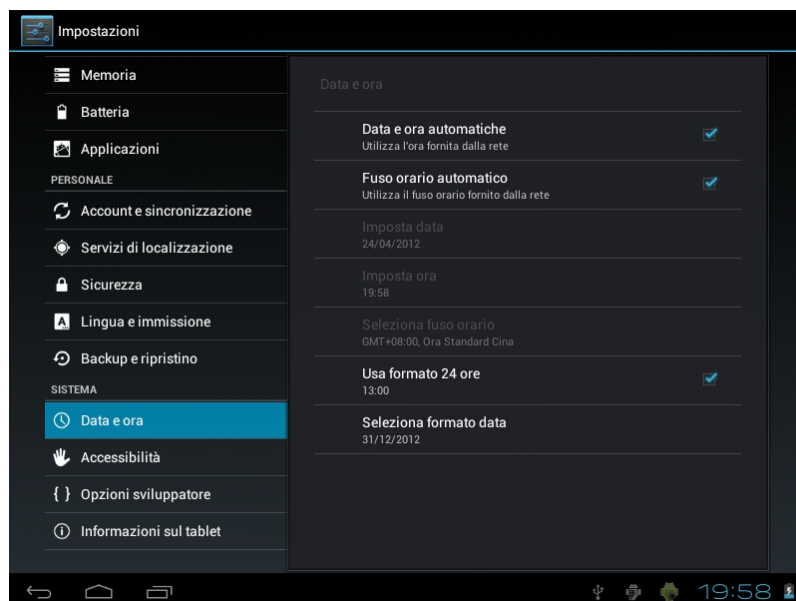 Impostazioni
Memoria
Batteria
Applicazioni
PERSONALE
Account e sincronizzazione
Servizi di localizzazione
Sicurezza
Lingua e immissione
Backup e ripristino
SISTEMA
Data e ora
Accessibilità
{ } Opzioni sviluppatore
Informazioni sul tablet
Data e ora
Data e ora automatiche
Utilizza l'ora fornita dalla rete
Fuso orario automatico
Utilizza il fuso orario fornito dalla rete
Imposta data
24/04/2012
Imposta ora
19:58
Seleziona fuso orario
GMT+08:00, Ora Standard Cina
Usa formato 24 ore
13:00
Seleziona formato data
31/12/2012
19:58